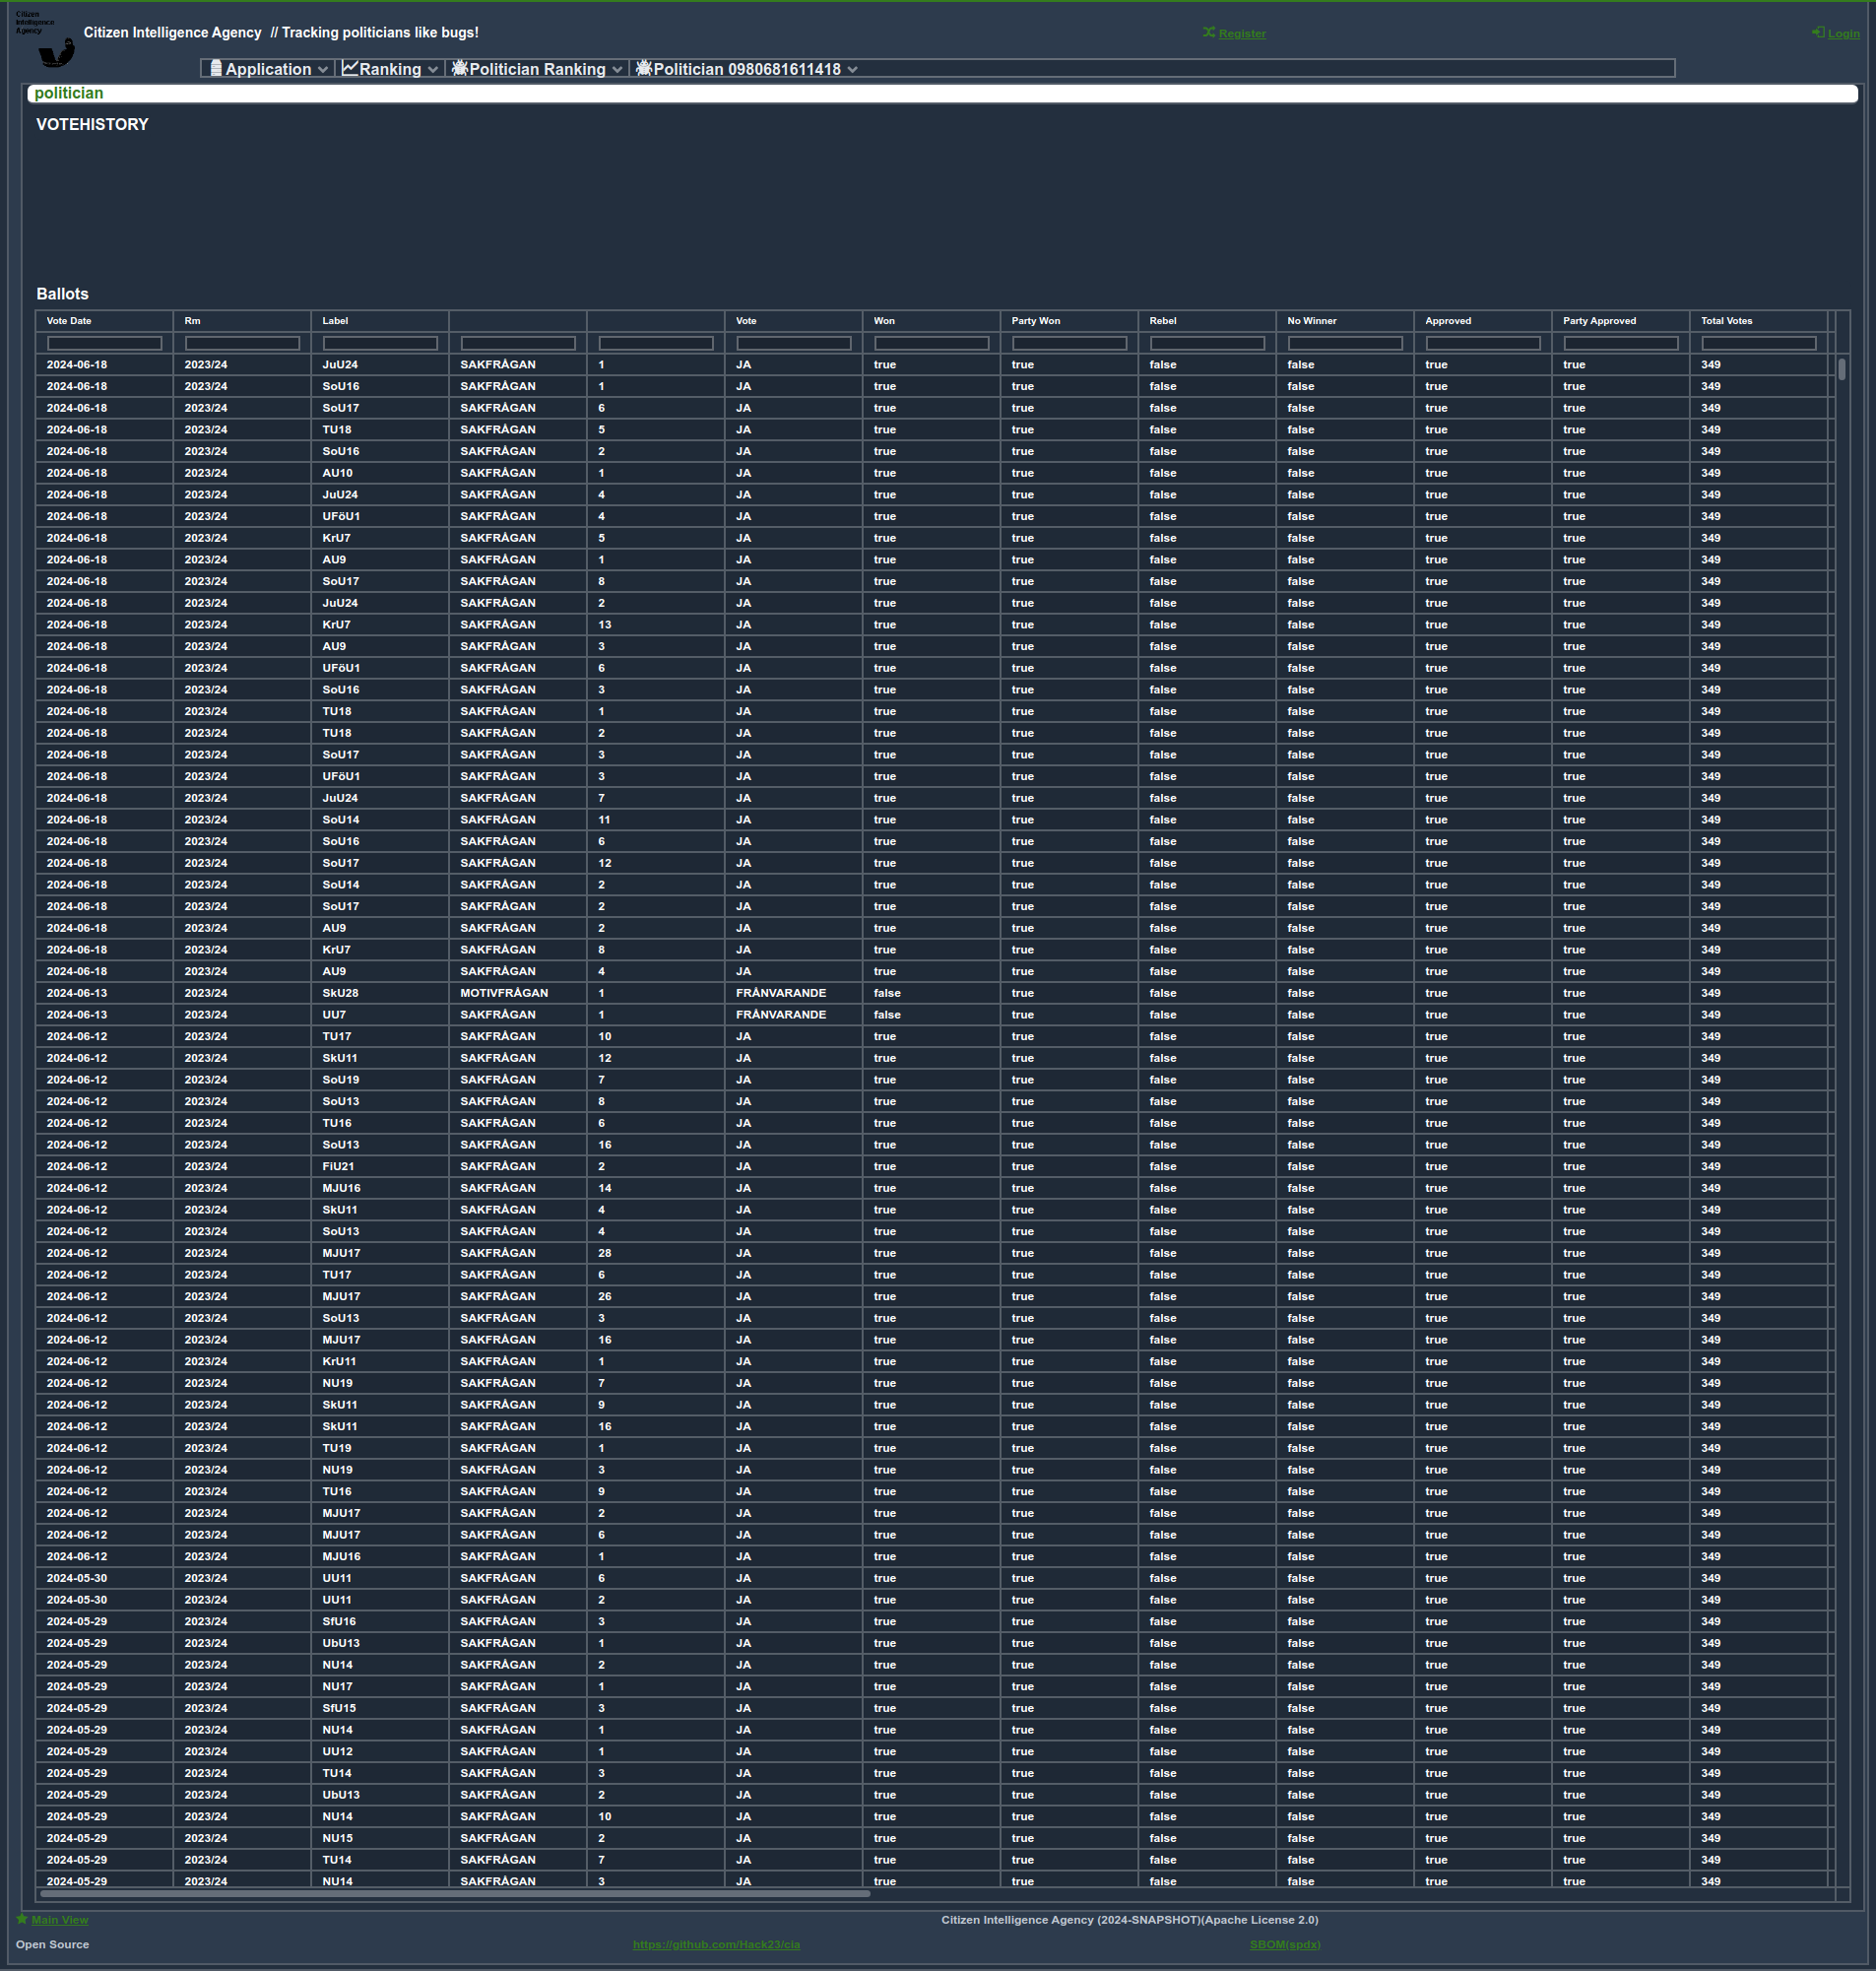 Citizen
Intelligence
Agency
Citizen Intelligence Agency // Tracking politicians like bugs!
Register
Login
Application Ranking Politician Ranking Politician 0980681611418
politician
VOTEHISTORY
Ballots
Vote Date Rm Label Vote Won Party Won Rebel No Winner Approved Party Approved Total Votes
2024-06-18 2023/24 JuU24 SAKFRÅGAN 1 JA true true false false true true 349
2024-06-18 2023/24 SoU16 SAKFRÅGAN 1 JA true true false false true true 349
2024-06-18 2023/24 SoU17 SAKFRÅGAN 6 JA true true false false true true 349
2024-06-18 2023/24 TU18 SAKFRÅGAN 5 JA true true false false true true 349
2024-06-18 2023/24 SoU16 SAKFRÅGAN 2 JA true true false false true true 349
2024-06-18 2023/24 AU10 SAKFRÅGAN 1 JA true true false false true true 349
2024-06-18 2023/24 JuU24 SAKFRÅGAN 4 JA true true false false true true 349
2024-06-18 2023/24 UFöU1 SAKFRÅGAN 4 JA true true false false true true 349
2024-06-18 2023/24 KrU7 SAKFRÅGAN 5 JA true true false false true true 349
2024-06-18 2023/24 AU9 SAKFRÅGAN 1 JA true true false false true true 349
2024-06-18 2023/24 SoU17 SAKFRÅGAN 8 JA true true false false true true 349
2024-06-18 2023/24 JuU24 SAKFRÅGAN 2 JA true true false false true true 349
2024-06-18 2023/24 KrU7 SAKFRÅGAN 13 JA true true false false true true 349
2024-06-18 2023/24 AU9 SAKFRÅGAN 3 JA true true false false true true 349
2024-06-18 2023/24 UFöU1 SAKFRÅGAN 6 JA true true false false true true 349
2024-06-18 2023/24 SoU16 SAKFRÅGAN 3 JA true true false false true true 349
2024-06-18 2023/24 TU18 SAKFRÅGAN 1 JA true true false false true true 349
2024-06-18 2023/24 TU18 SAKFRÅGAN 2 JA true true false false true true 349
2024-06-18 2023/24 SoU17 SAKFRÅGAN 3 JA true true false false true true 349
2024-06-18 2023/24 UFöU1 SAKFRÅGAN 3 JA true true false false true true 349
2024-06-18 2023/24 JuU24 SAKFRÅGAN 7 JA true true false false true true 349
2024-06-18 2023/24 SoU14 SAKFRÅGAN 11 JA true true false false true true 349
2024-06-18 2023/24 SoU16 SAKFRÅGAN 6 JA true true false false true true 349
2024-06-18 2023/24 SoU17 SAKFRÅGAN 12 JA true true false false true true 349
2024-06-18 2023/24 SoU14 SAKFRÅGAN 2 JA true true false false true true 349
2024-06-18 2023/24 SoU17 SAKFRÅGAN 2 JA true true false false true true 349
2024-06-18 2023/24 AU9 SAKFRÅGAN 2 JA true true false false true true 349
2024-06-18 2023/24 KrU7 SAKFRÅGAN 8 JA true true false false true true 349
2024-06-18 2023/24 AU9 SAKFRÅGAN 4 JA true true false false true true 349
2024-06-13 2023/24 SkU28 MOTIVFRÅGAN 1 FRÅNVARANDE false true false false true true 349
2024-06-13 2023/24 UU7 SAKFRÅGAN 1 FRÅNVARANDE false true false false true true 349
2024-06-12 2023/24 TU17 SAKFRÅGAN 10 JA true true false false true true 349
2024-06-12 2023/24 SkU11 SAKFRÅGAN 12 JA true true false false true true 349
2024-06-12 2023/24 SoU19 SAKFRÅGAN 7 JA true true false false true true 349
2024-06-12 2023/24 SoU13 SAKFRÅGAN 8 JA true true false false true true 349
2024-06-12 2023/24 TU16 SAKFRÅGAN 6 JA true true false false true true 349
2024-06-12 2023/24 SoU13 SAKFRÅGAN 16 JA true true false false true true 349
2024-06-12 2023/24 FiU21 SAKFRÅGAN 2 JA true true false false true true 349
2024-06-12 2023/24 MJU16 SAKFRÅGAN 14 JA true true false false true true 349
2024-06-12 2023/24 SkU11 SAKFRÅGAN 4 JA true true false false true true 349
2024-06-12 2023/24 SoU13 SAKFRÅGAN 4 JA true true false false true true 349
2024-06-12 2023/24 MJU17 SAKFRÅGAN 28 JA true true false false true true 349
2024-06-12 2023/24 TU17 SAKFRÅGAN 6 JA true true false false true true 349
2024-06-12 2023/24 MJU17 SAKFRÅGAN 26 JA true true false false true true 349
2024-06-12 2023/24 SoU13 SAKFRÅGAN 3 JA true true false false true true 349
2024-06-12 2023/24 MJU17 SAKFRÅGAN 16 JA true true false false true true 349
2024-06-12 2023/24 KrU11 SAKFRÅGAN 1 JA true true false false true true 349
2024-06-12 2023/24 NU19 SAKFRÅGAN 7 JA true true false false true true 349
2024-06-12 2023/24 SkU11 SAKFRÅGAN 9 JA true true false false true true 349
2024-06-12 2023/24 SkU11 SAKFRÅGAN 16 JA true true false false true true 349
2024-06-12 2023/24 TU19 SAKFRÅGAN 1 JA true true false false true true 349
2024-06-12 2023/24 NU19 SAKFRÅGAN 3 JA true true false false true true 349
2024-06-12 2023/24 TU16 SAKFRÅGAN 9 JA true true false false true true 349
2024-06-12 2023/24 MJU17 SAKFRÅGAN 2 JA true true false false true true 349
2024-06-12 2023/24 MJU17 SAKFRÅGAN 6 JA true true false false true true 349
2024-06-12 2023/24 MJU16 SAKFRÅGAN 1 JA true true false false true true 349
2024-05-30 2023/24 UU11 SAKFRÅGAN 6 JA true true false false true true 349
2024-05-30 2023/24 UU11 SAKFRÅGAN 2 JA true true false false true true 349
2024-05-29 2023/24 SfU16 SAKFRÅGAN 3 JA true true false false true true 349
2024-05-29 2023/24 UbU13 SAKFRÅGAN 1 JA true true false false true true 349
2024-05-29 2023/24 NU14 SAKFRÅGAN 2 JA true true false false true true 349
2024-05-29 2023/24 NU17 SAKFRÅGAN 1 JA true true false false true true 349
2024-05-29 2023/24 SfU15 SAKFRÅGAN 3 JA true true false false true true 349
2024-05-29 2023/24 NU14 SAKFRÅGAN 1 JA true true false false true true 349
2024-05-29 2023/24 UU12 SAKFRÅGAN 1 JA true true false false true true 349
2024-05-29 2023/24 TU14 SAKFRÅGAN 3 JA true true false false true true 349
2024-05-29 2023/24 UbU13 SAKFRÅGAN 2 JA true true false false true true 349
2024-05-29 2023/24 NU14 SAKFRÅGAN 10 JA true true false false true true 349
2024-05-29 2023/24 NU15 SAKFRÅGAN 2 JA true true false false true true 349
2024-05-29 2023/24 TU14 SAKFRÅGAN 7 JA true true false false true true 349
2024-05-29 2023/24 NU14 SAKFRÅGAN 3 JA true true false false true true 349
Main View
Citizen Intelligence Agency (2024-SNAPSHOT)(Apache License 2.0)
Open Source
https://github.com/Hack23/cia
SBOM(spdx)